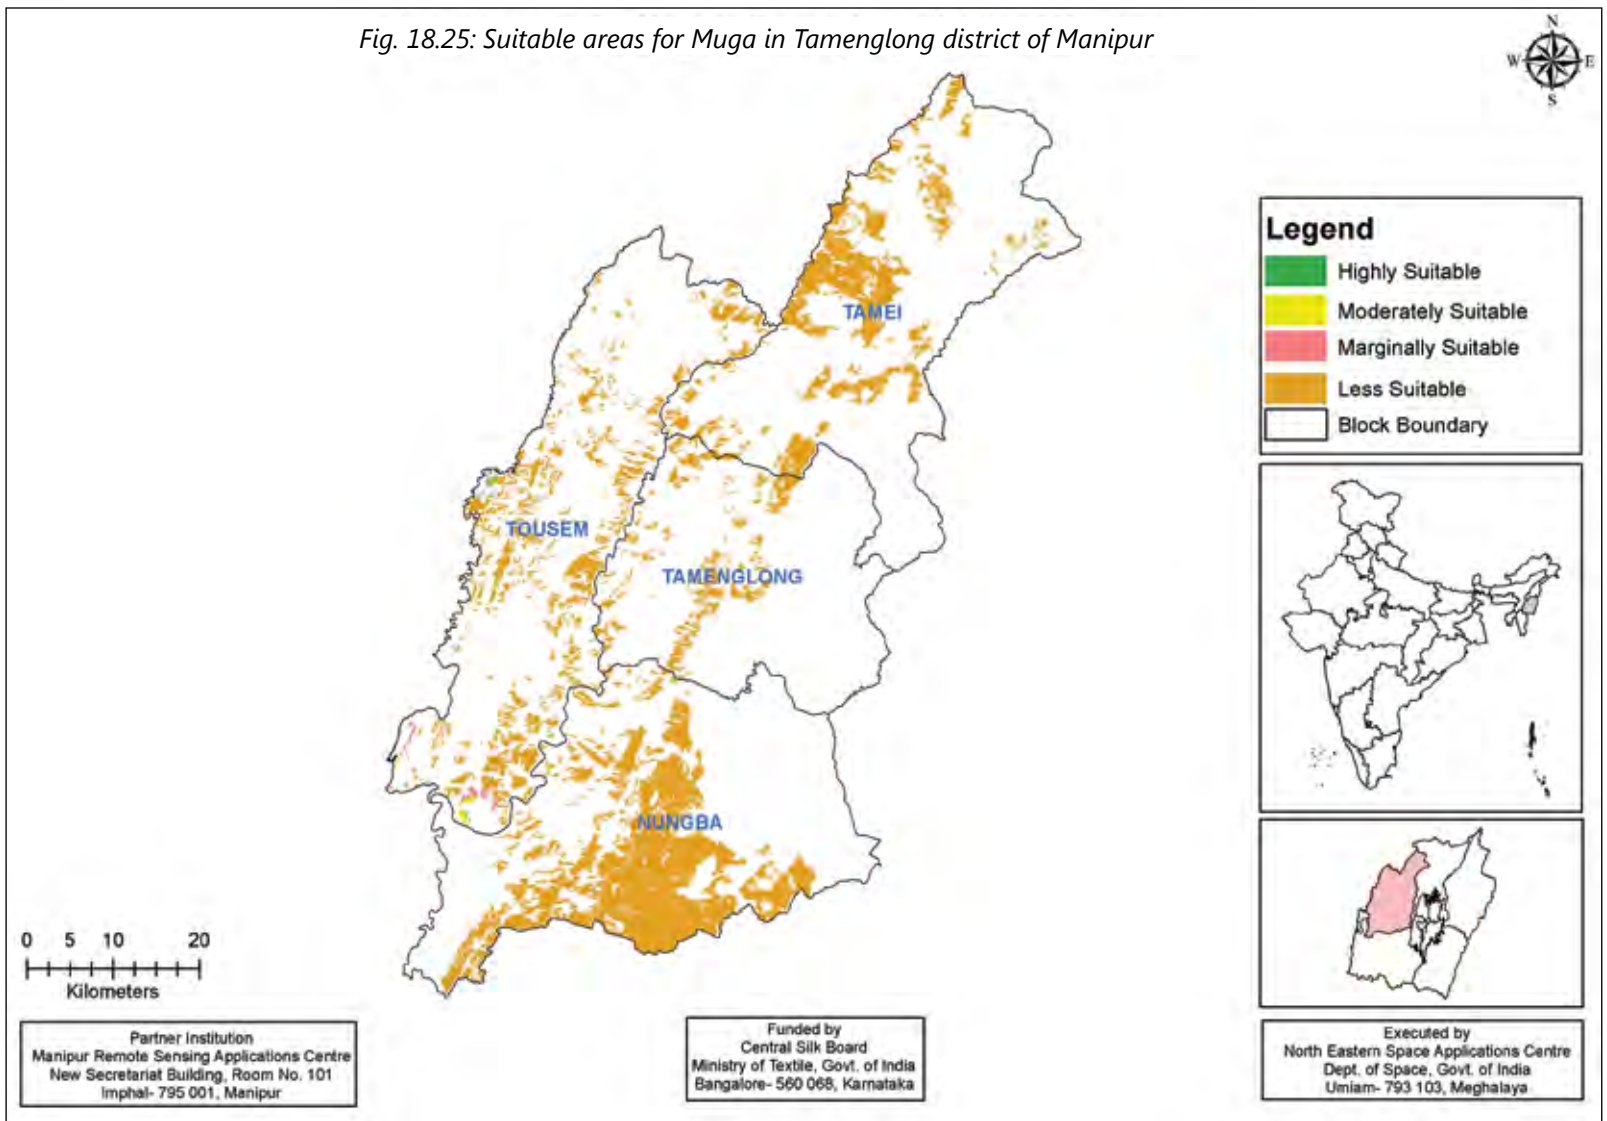 Fig. 18.25: Suitable areas for Muga in Tamenglong district of Manipur
N
W E
S
Legend
Highly Suitable
Moderately Suitable
Marginally Suitable
Less Suitable
Block Boundary
TAMEI
TOUSEM
TAMENGLONG
NUNGBA
0 5 10 20
Kilometers
Partner Institution
Manipur Remote Sensing Applications Centre
New Secretariat Building, Room No. 101
Imphal- 795 001, Manipur
Funded by
Central Silk Board
Ministry of Textile, Govt. of India
Bangalore- 560 068, Karnataka
Executed by
North Eastern Space Applications Centre
Dept. of Space, Govt. of India
Umiam- 793 103, Meghalaya